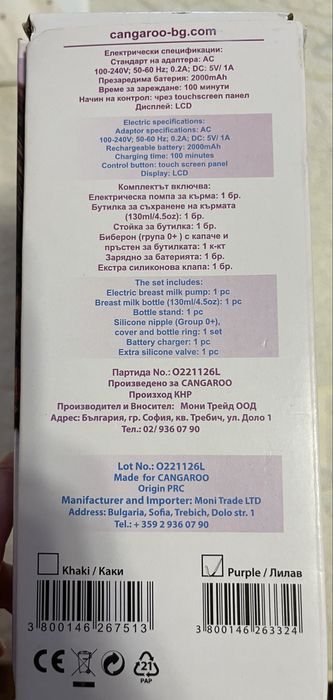 cangaroo-bg.com
Електрически спецификации:
Стандарт на адаптера: AC
100-240V; 50-60 Hz; 0.2A; DC: 5V/ 1A
Презаредима батерия: 2000mAh
Време за зареждане: 100 минути
Начин на контрол: чрез touchscreen панел
Дисплей: LCD
Electric specifications:
Adaptor specifications: AC
100-240V; 50-60 Hz; 0.2A; DC: 5V/ 1A
Rechargeable battery: 2000mAh
Charging time: 100 minutes
Control button: touch screen panel
Display: LCD
Комплектът включва:
Електрическа помпа за кърма: 1 бр.
Бутилка за съхранение на кърмата
(130ml/4.5oz): 1 бр.
Стойка за бутилка: 1 бр.
Биберон (група 0+ ) с капаче и
пръстен за бутилката: 1 к-кт
Зарядно за батерията: 1 бр.
Екстра силиконова клапа: 1 бр.
The set includes:
Electric breast milk pump: 1 pc
Breast milk bottle (130ml/4.5oz): 1 pc
Bottle stand: 1 pc
Silicone nipple (Group 0+),
cover and bottle ring: 1 set
Battery charger: 1 pc
Extra silicone valve: 1 pc
Партида No.: O221126L
Произведено за CANGAROO
Произход КНР
Производител и Вносител: Мони Трейд ООД
Адрес: България, гр. София, кв. Требич, ул. Доло 1
Тел.: 02/ 936 07 90
Lot No.: O221126L
Made for CANGAROO
Origin PRC
Manifacturer and Importer: Moni Trade LTD
Address: Bulgaria, Sofia, Trebich, Dolo str. 1
Tel.: + 359 2 936 07 90
Khaki / Каки
Purple / Лилав
3 800146 267513
3 800146 263324
CE
21
PAP